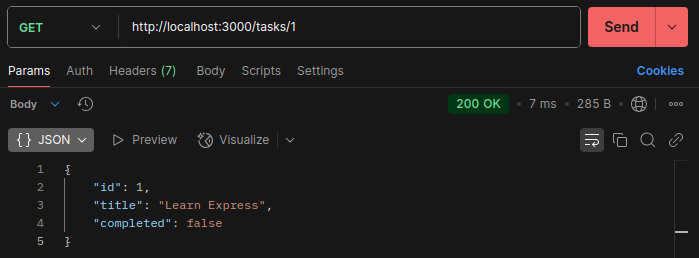 GET http://localhost:3000/tasks/1 Send
Params Auth Headers (7) Body Scripts Settings Cookies
Body 200 OK • 7 ms • 285 B •
{} JSON Preview Visualize
1 {
2 "id": 1,
3 "title": "Learn Express",
4 "completed": false
5 }